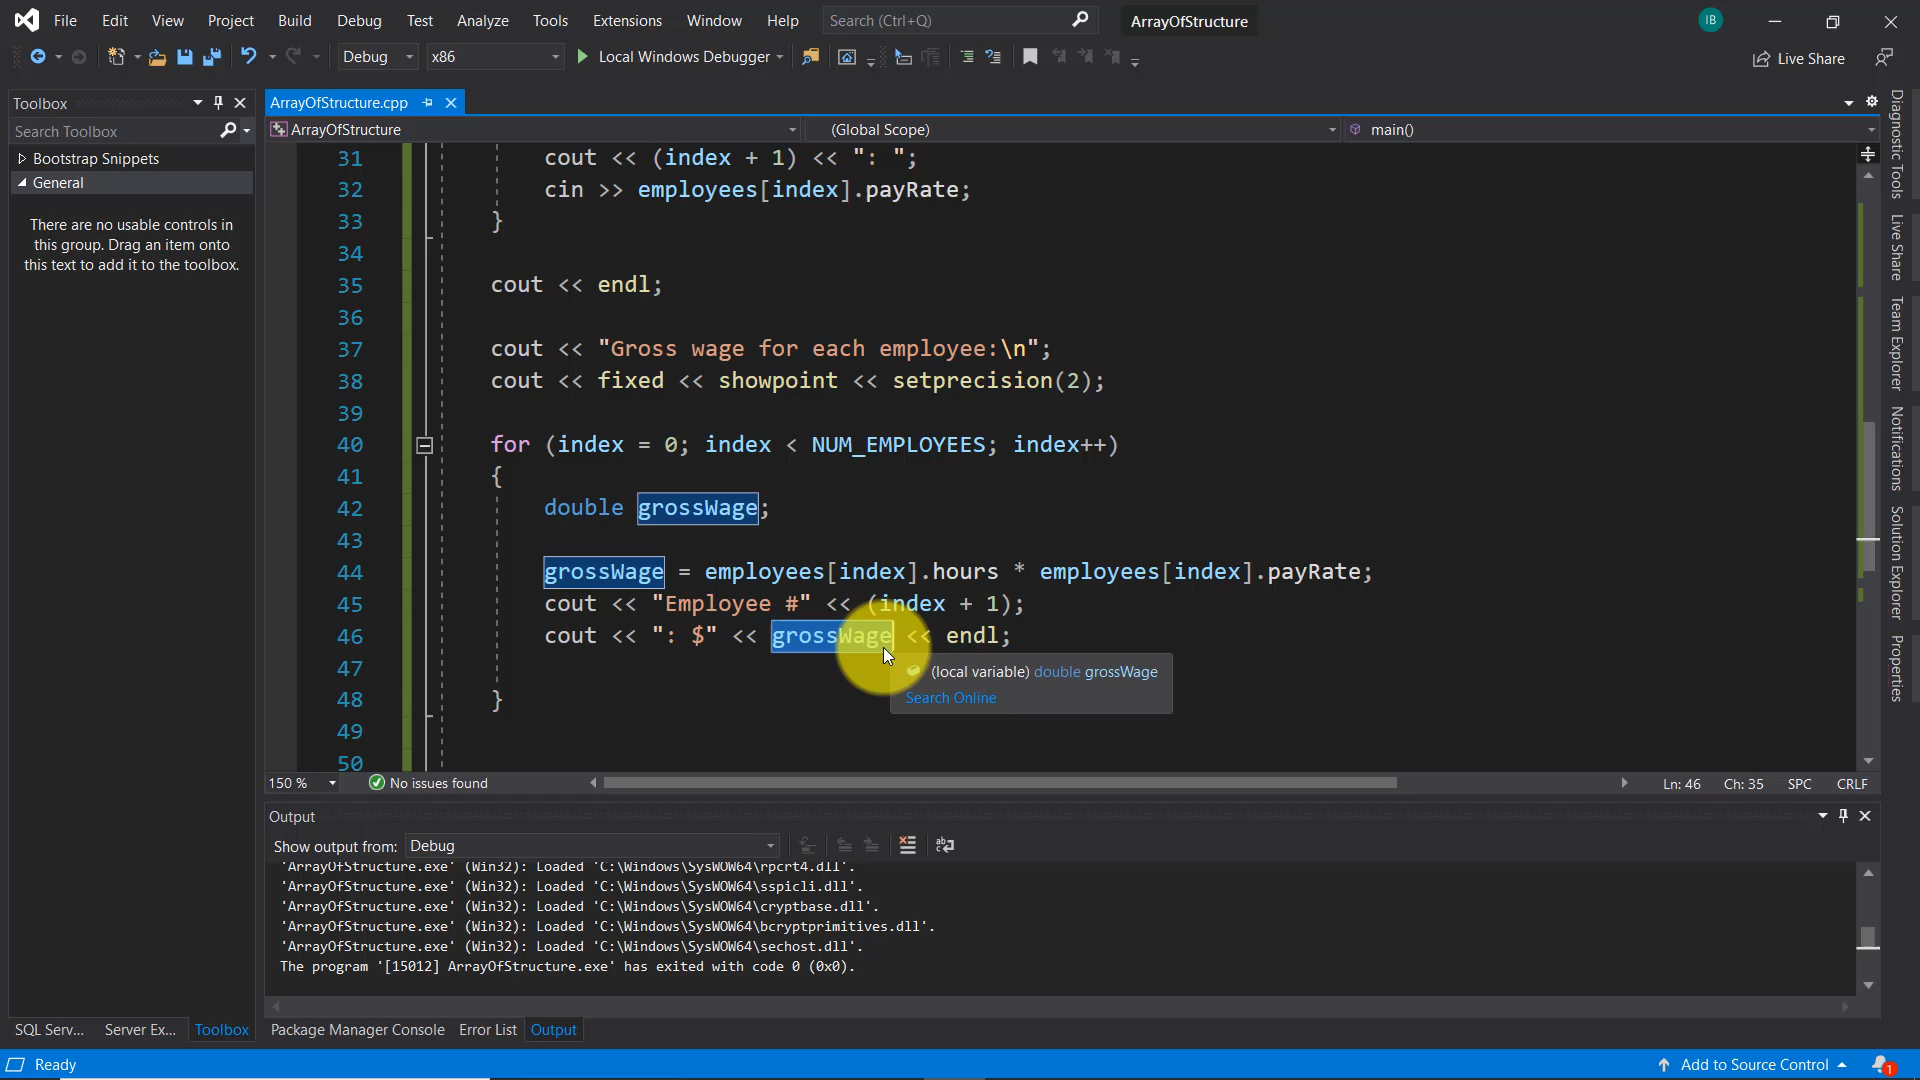 File Edit View Project Build Debug Test Analyze Tools Extensions Window Help Search (Ctrl+Q) ArrayOfStructure IB
Debug x86 Local Windows Debugger Live Share
Toolbox
Search Toolbox
Bootstrap Snippets
General
There are no usable controls in
this group. Drag an item onto
this text to add it to the toolbox.
SQL Serv... Server Ex... Toolbox
ArrayOfStructure.cpp
ArrayOfStructure (Global Scope) main()
31 cout << (index + 1) << ": ";
32 cin >> employees[index].payRate;
33 }
34
35 cout << endl;
36
37 cout << "Gross wage for each employee:\n";
38 cout << fixed << showpoint << setprecision(2);
39
40 for (index = 0; index < NUM_EMPLOYEES; index++)
41 {
42 double grossWage;
43
44 grossWage = employees[index].hours * employees[index].payRate;
45 cout << "Employee #" << (index + 1);
46 cout << ": $" << grossWage << endl;
47
48 }
49
50
(local variable) double grossWage
Search Online
150 % No issues found Ln: 46 Ch: 35 SPC CRLF
Output
Show output from: Debug
'ArrayOfStructure.exe' (Win32): Loaded 'C:\Windows\SysWOW64\rpcrt4.dll'.
'ArrayOfStructure.exe' (Win32): Loaded 'C:\Windows\SysWOW64\sspicli.dll'.
'ArrayOfStructure.exe' (Win32): Loaded 'C:\Windows\SysWOW64\cryptbase.dll'.
'ArrayOfStructure.exe' (Win32): Loaded 'C:\Windows\SysWOW64\bcryptprimitives.dll'.
'ArrayOfStructure.exe' (Win32): Loaded 'C:\Windows\SysWOW64\sechost.dll'.
The program '[15012] ArrayOfStructure.exe' has exited with code 0 (0x0).
Package Manager Console Error List Output
Diagnostic Tools
Live Share
Team Explorer
Notifications
Solution Explorer
Properties
Ready Add to Source Control 1